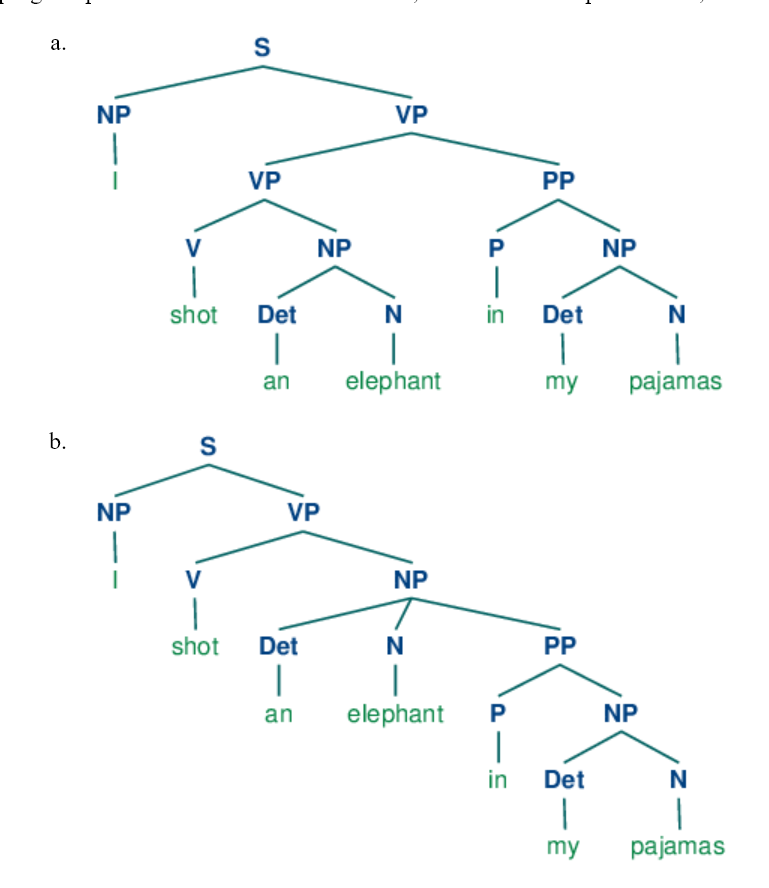 a.
S
NP VP
I VP PP
V NP P NP
shot Det N in Det N
an elephant my pajamas
b.
S
NP VP
I V NP
shot Det N PP
an elephant P NP
in Det N
my pajamas